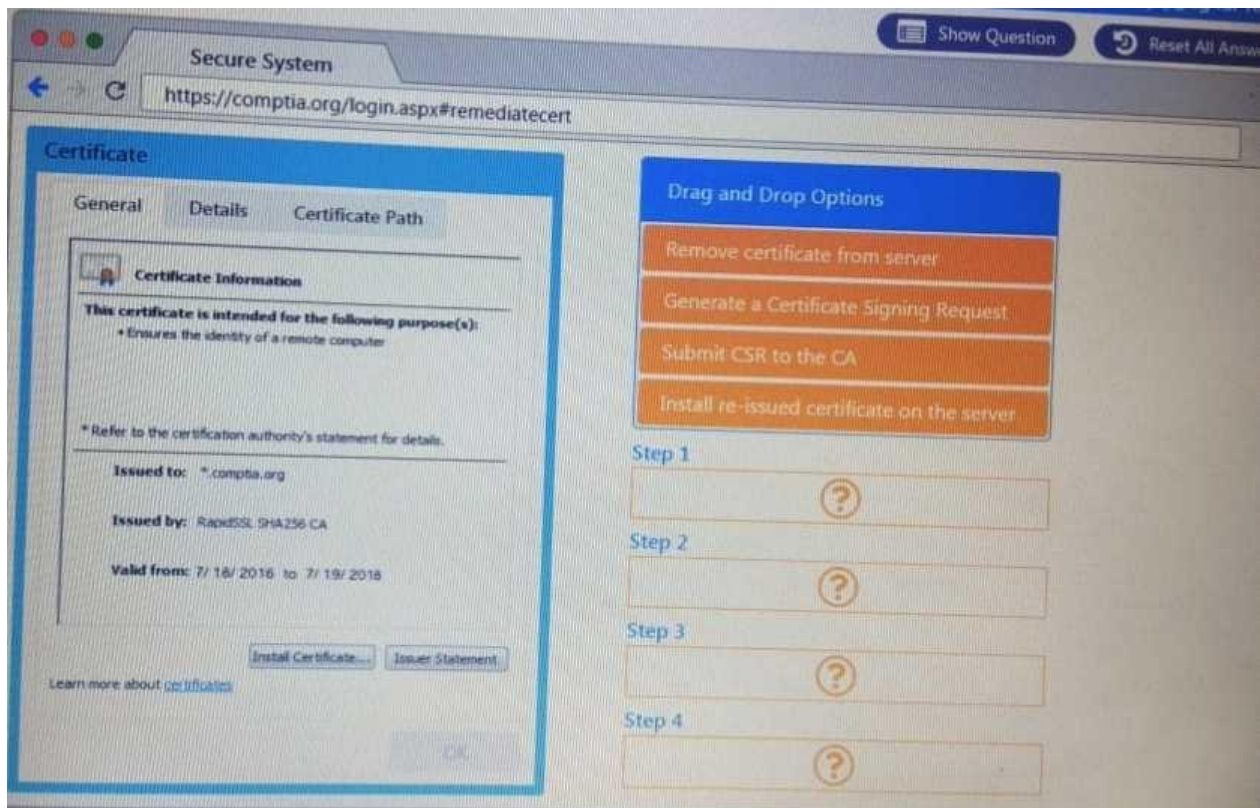 Show Question
Reset All
Secure System
https://comptia.org/login.aspx#remediatecert
Certificate
General Details Certificate Path
Certificate Information
This certificate is intended for the following purpose(s):
• Ensures the identity of a remote computer
* Refer to the certification authority's statement for details.
Issued to: *.comptia.org
Issued by: RapidSSL SHA256 CA
Valid from: 7/ 18/ 2016 to 7/ 19/ 2018
Install Certificate... Issuer Statement
Learn more about certificates
OK
Drag and Drop Options
Remove certificate from server
Generate a Certificate Signing Request
Submit CSR to the CA
Install re-issued certificate on the server
Step 1
?
Step 2
?
Step 3
?
Step 4
?